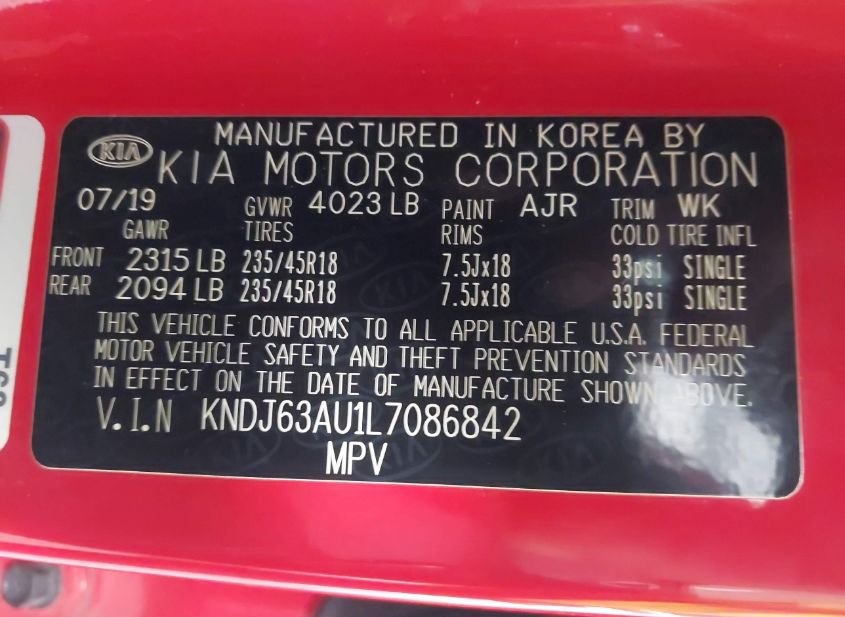 MANUFACTURED IN KOREA BY
KIA KIA MOTORS CORPORATION
07/19 GVWR 4023 LB PAINT AJR TRIM WK
GAWR TIRES RIMS COLD TIRE INFL
FRONT 2315 LB 235/45R18 7.5Jx18 33psi SINGLE
REAR 2094 LB 235/45R18 7.5Jx18 33psi SINGLE
THIS VEHICLE CONFORMS TO ALL APPLICABLE U.S.A. FEDERAL
MOTOR VEHICLE SAFETY AND THEFT PREVENTION STANDARDS
IN EFFECT ON THE DATE OF MANUFACTURE SHOWN ABOVE.
V.I.N KNDJ63AU1L7086842
MPV